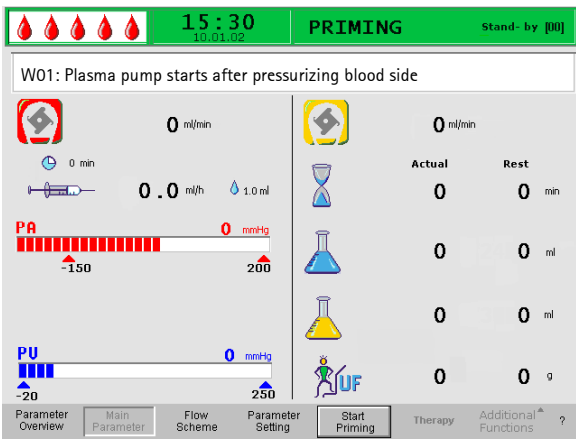 15:30
10.01.02
PRIMING
Stand- by [00]
W01: Plasma pump starts after pressurizing blood side
0 ml/min
0 ml/min
0 min
Actual Rest
0.0 ml/h 1.0 ml
0 0 min
PA 0 mmHg
-150 200
0 0 ml
0 0 ml
PV 0 mmHg
-20 250
UF 0 0 g
Parameter Overview
Main Parameter
Flow Scheme
Parameter Setting
Start Priming
Therapy
Additional Functions
?